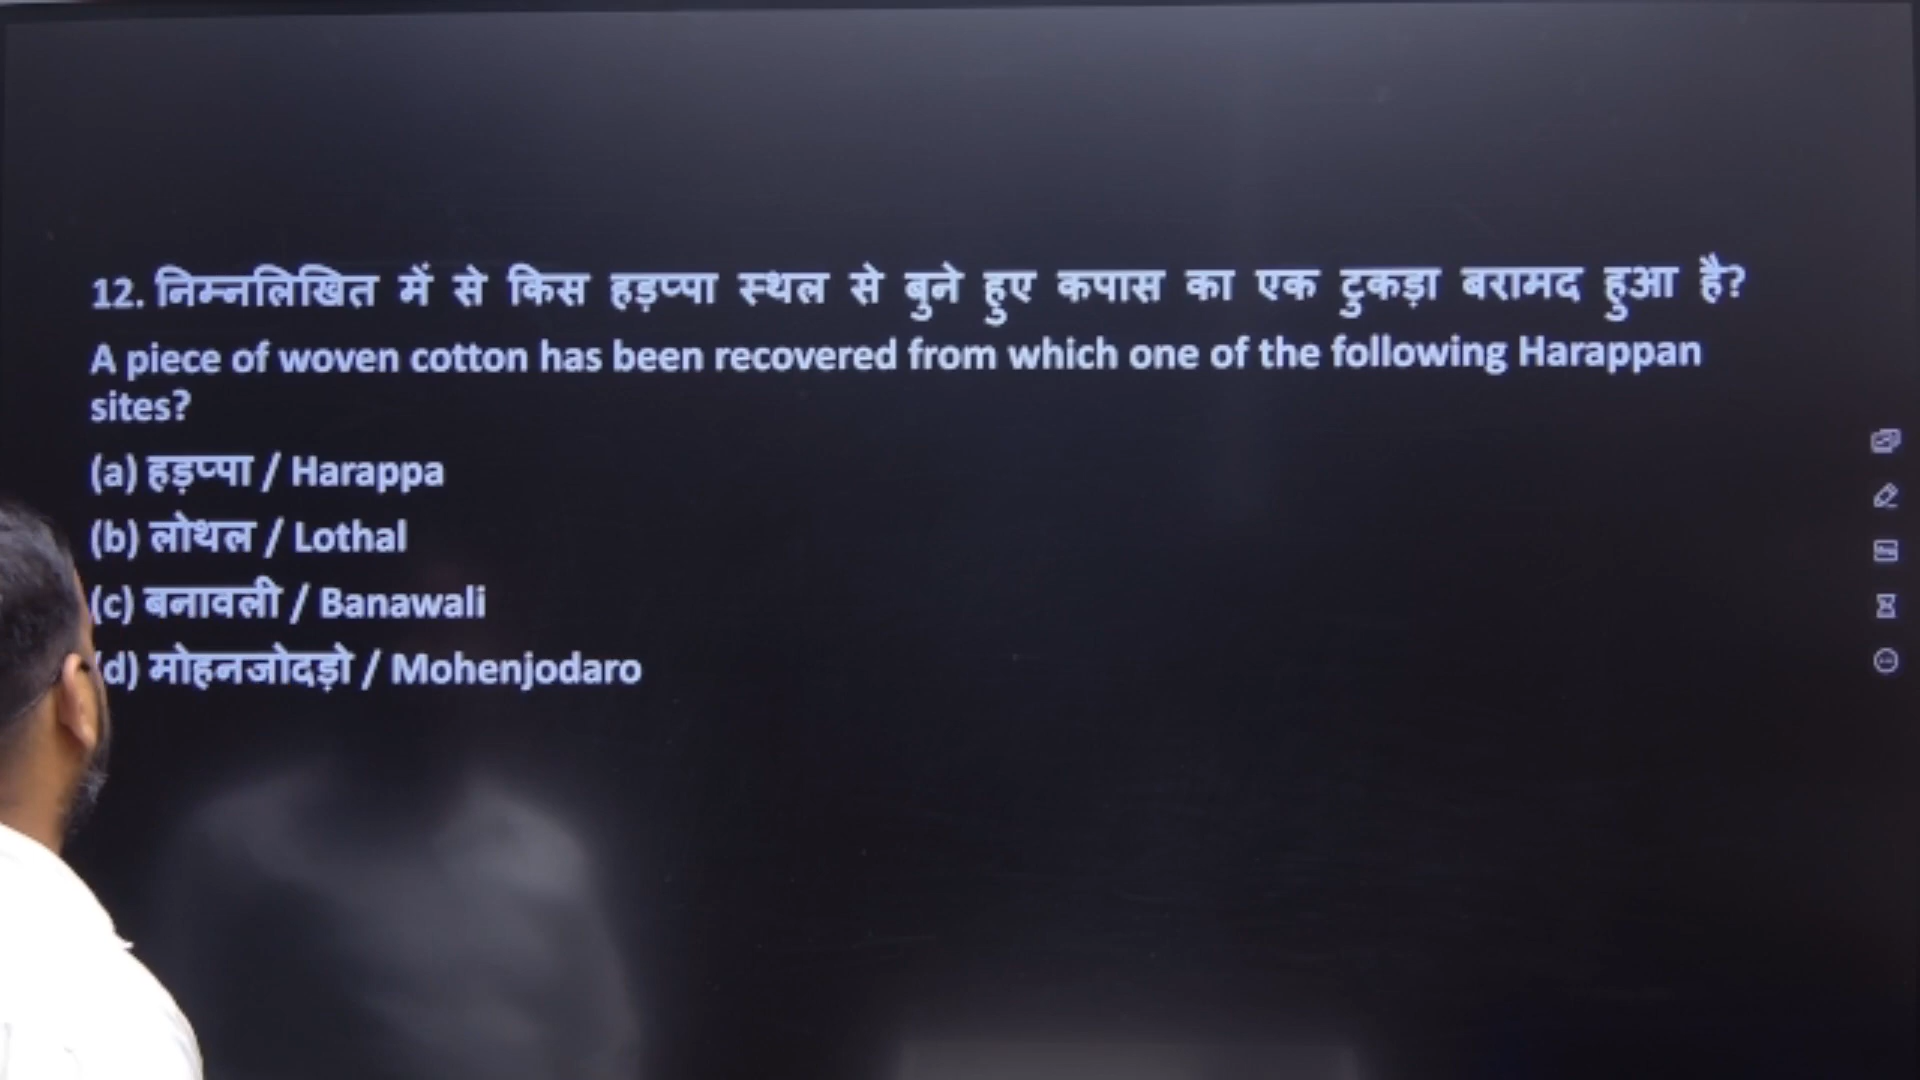 12. निम्नलिखित में से किस हड़प्पा स्थल से बुने हुए कपास का एक टुकड़ा बरामद हुआ है?
A piece of woven cotton has been recovered from which one of the following Harappan
sites?
(a) हड़प्पा / Harappa
(b) लोथल / Lothal
(c) बनावली / Banawali
(d) मोहनजोदड़ो / Mohenjodaro